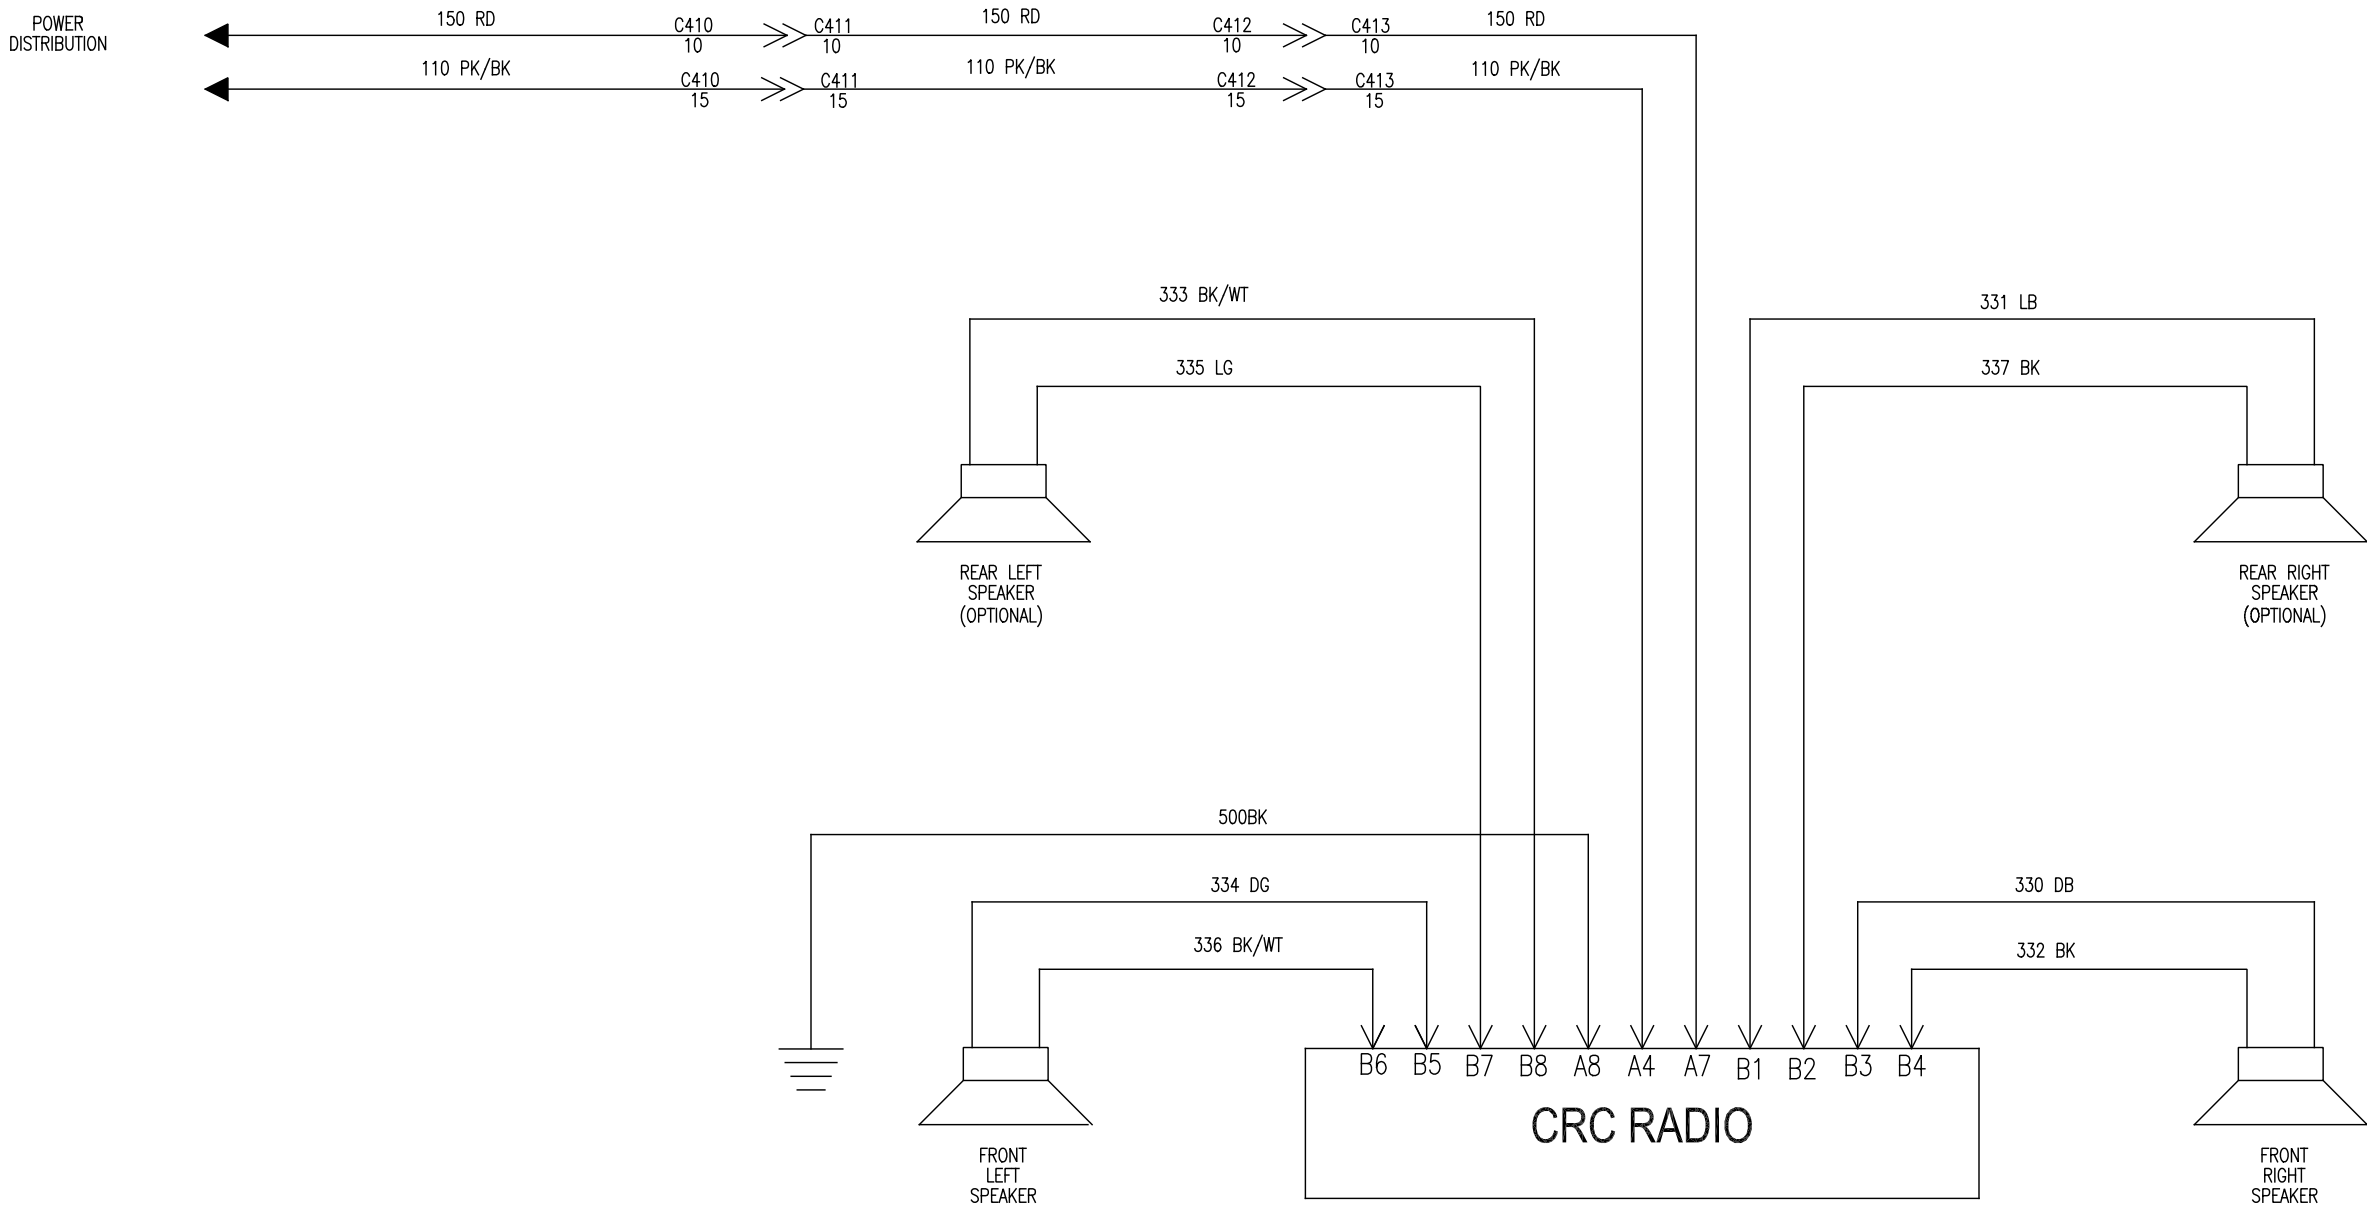 POWER
DISTRIBUTION
150 RD
C410
10
C411
10
150 RD
C412
10
C413
10
150 RD
110 PK/BK
C410
15
C411
15
110 PK/BK
C412
15
C413
15
110 PK/BK
333 BK/WT
331 LB
335 LG
337 BK
REAR LEFT
SPEAKER
(OPTIONAL)
REAR RIGHT
SPEAKER
(OPTIONAL)
500BK
334 DG
330 DB
336 BK/WT
332 BK
B6 B5 B7 B8 A8 A4 A7 B1 B2 B3 B4
CRC RADIO
FRONT
LEFT
SPEAKER
FRONT
RIGHT
SPEAKER